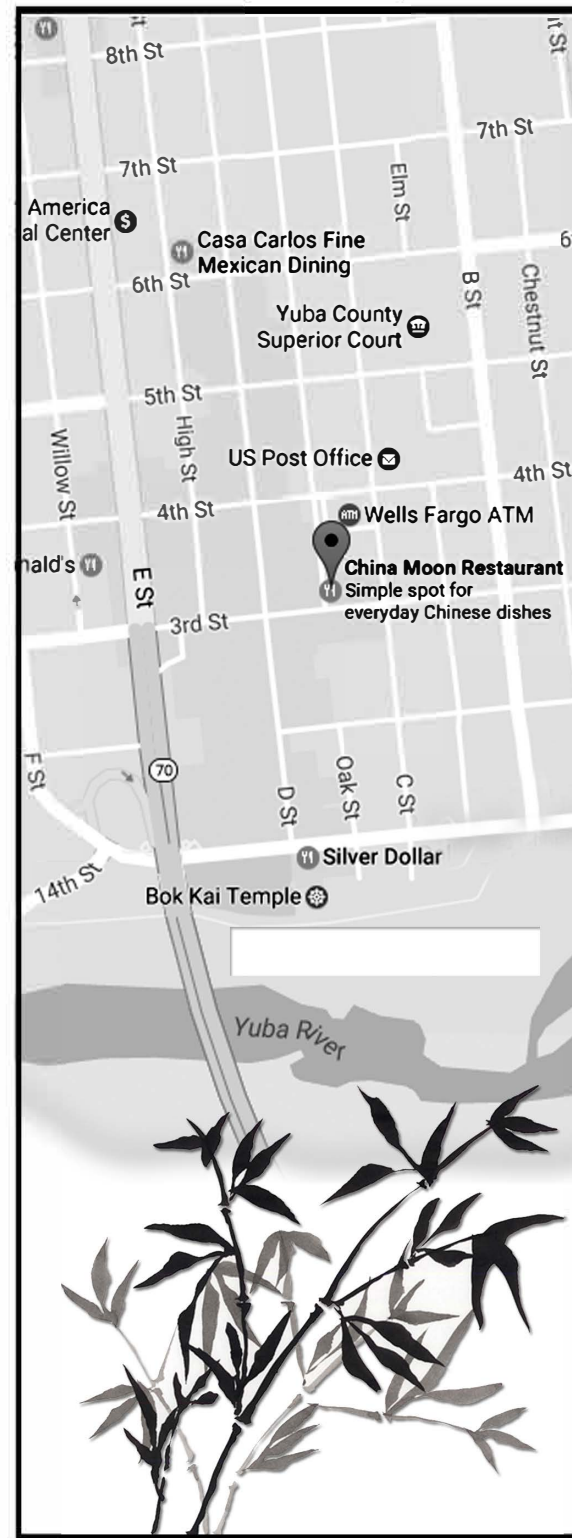 8th St
7th St
7th St
Elm St
America
al Center
$
Casa Carlos Fine
Mexican Dining
6th St
6
B St
Chestnut St
Yuba County
Superior Court
5th St
High St
Willow St
US Post Office
4th St
4th St
ATM
Wells Fargo ATM
nald's
E St
China Moon Restaurant
Simple spot for
everyday Chinese dishes
3rd St
F St
70
D St
Oak St
C St
Silver Dollar
14th St
Bok Kai Temple
Yuba River